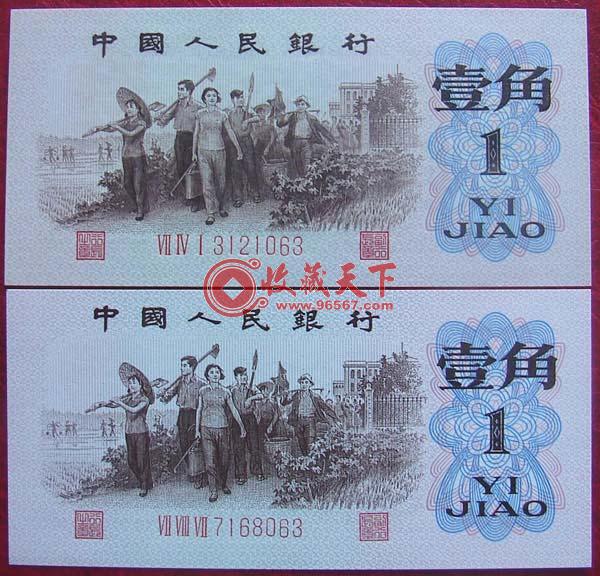 中國人民銀行
壹角
1
YI
JIAO
Ⅶ Ⅳ Ⅰ 3121063
收藏天下
www.96567.com
中國人民銀行
壹角
1
YI
JIAO
Ⅶ Ⅷ Ⅶ 7168063